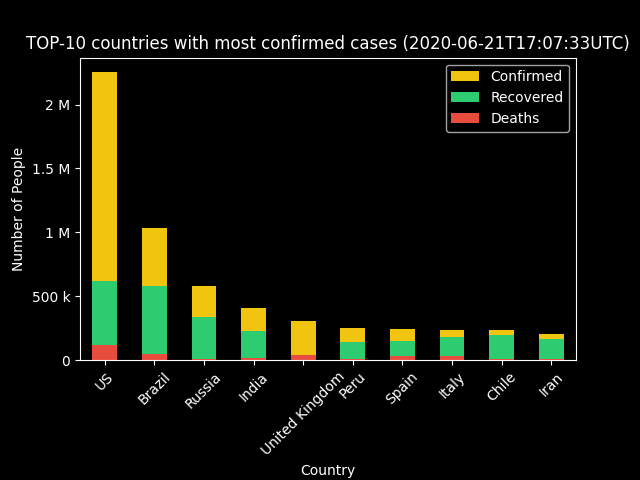 TOP-10 countries with most confirmed cases (2020-06-21T17:07:33UTC)
Confirmed
Recovered
Deaths
Number of People
2 M
1.5 M
1 M
500 k
0
US
Brazil
Russia
India
United Kingdom
Peru
Spain
Italy
Chile
Iran
Country